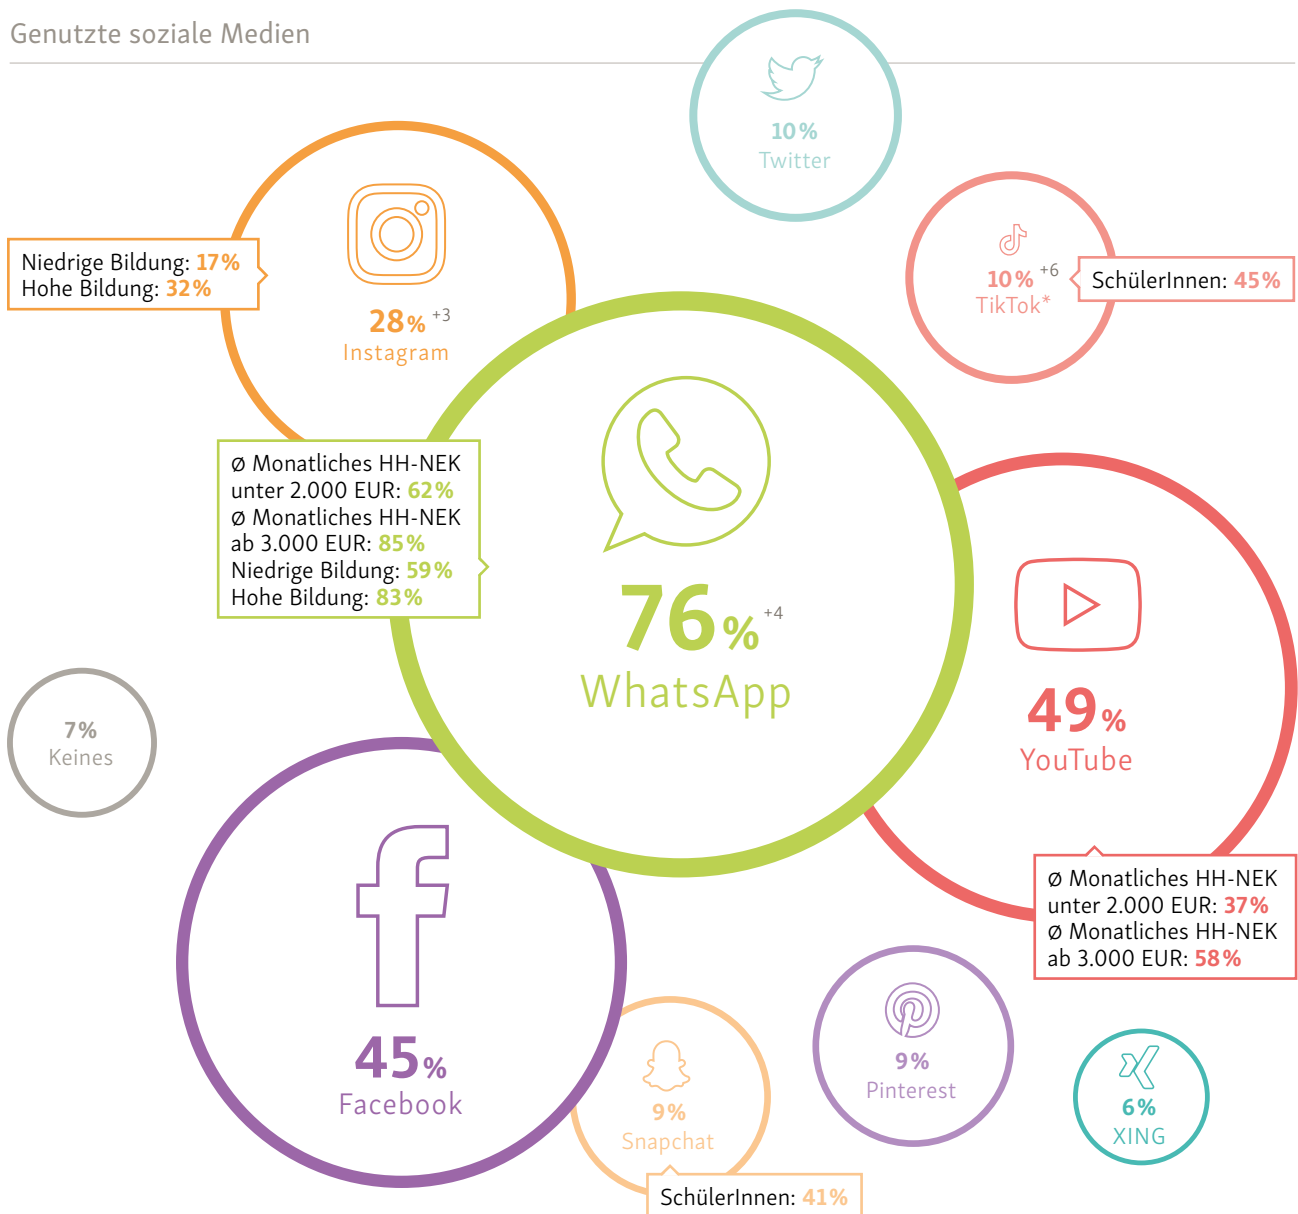 Genutzte soziale Medien
10%
Twitter
Niedrige Bildung: 17%
Hohe Bildung: 32%
28% +3
Instagram
10% +6
TikTok*
SchülerInnen: 45%
Ø Monatliches HH-NEK
unter 2.000 EUR: 62%
Ø Monatliches HH-NEK
ab 3.000 EUR: 85%
Niedrige Bildung: 59%
Hohe Bildung: 83%
76% +4
WhatsApp
49%
YouTube
Ø Monatliches HH-NEK
unter 2.000 EUR: 37%
Ø Monatliches HH-NEK
ab 3.000 EUR: 58%
7%
Keines
45%
Facebook
9%
Snapchat
SchülerInnen: 41%
9%
Pinterest
6%
XING